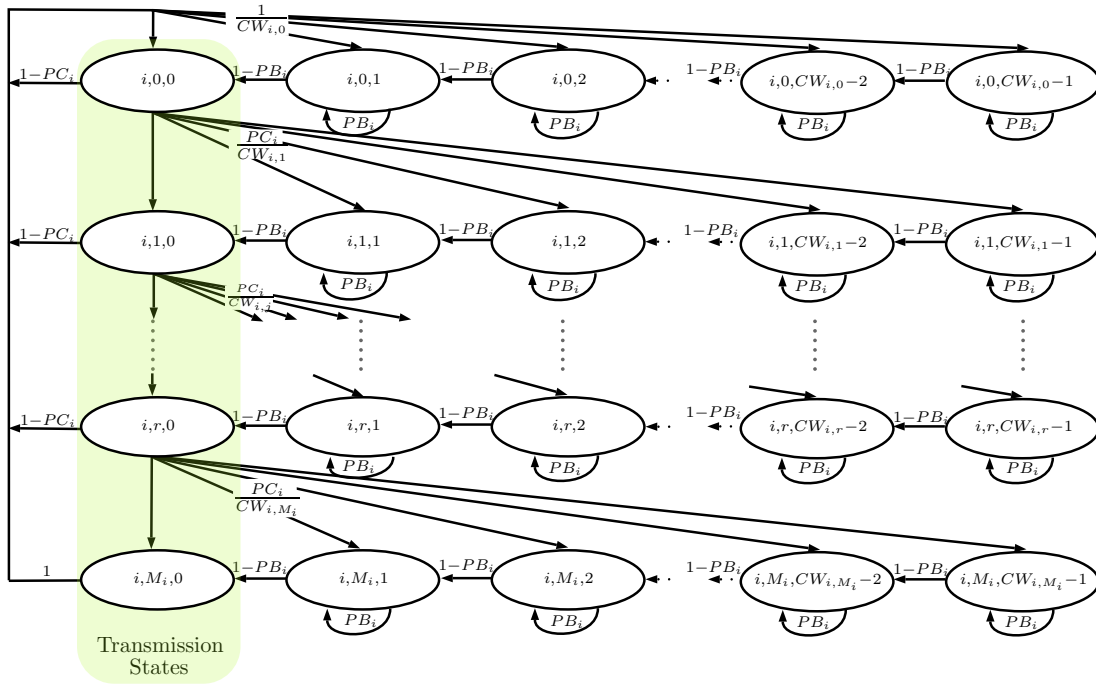 1
CW_{i,0}
1−PC_i i,0,0 1−PB_i i,0,1 1−PB_i i,0,2 1−PB_i i,0,CW_{i,0}−2 1−PB_i i,0,CW_{i,0}−1
PB_i PB_i PB_i PB_i
PC_i
CW_{i,1}
1−PC_i i,1,0 1−PB_i i,1,1 1−PB_i i,1,2 1−PB_i i,1,CW_{i,1}−2 1−PB_i i,1,CW_{i,1}−1
PB_i PB_i PB_i PB_i
PC_i
CW_{i,j}
1−PC_i i,r,0 1−PB_i i,r,1 1−PB_i i,r,2 1−PB_i i,r,CW_{i,r}−2 1−PB_i i,r,CW_{i,r}−1
PB_i PB_i PB_i PB_i
PC_i
CW_{i,M_i}
1 i,M_i,0 1−PB_i i,M_i,1 1−PB_i i,M_i,2 1−PB_i i,M_i,CW_{i,M_i}−2 1−PB_i i,M_i,CW_{i,M_i}−1
PB_i PB_i PB_i PB_i
Transmission
States